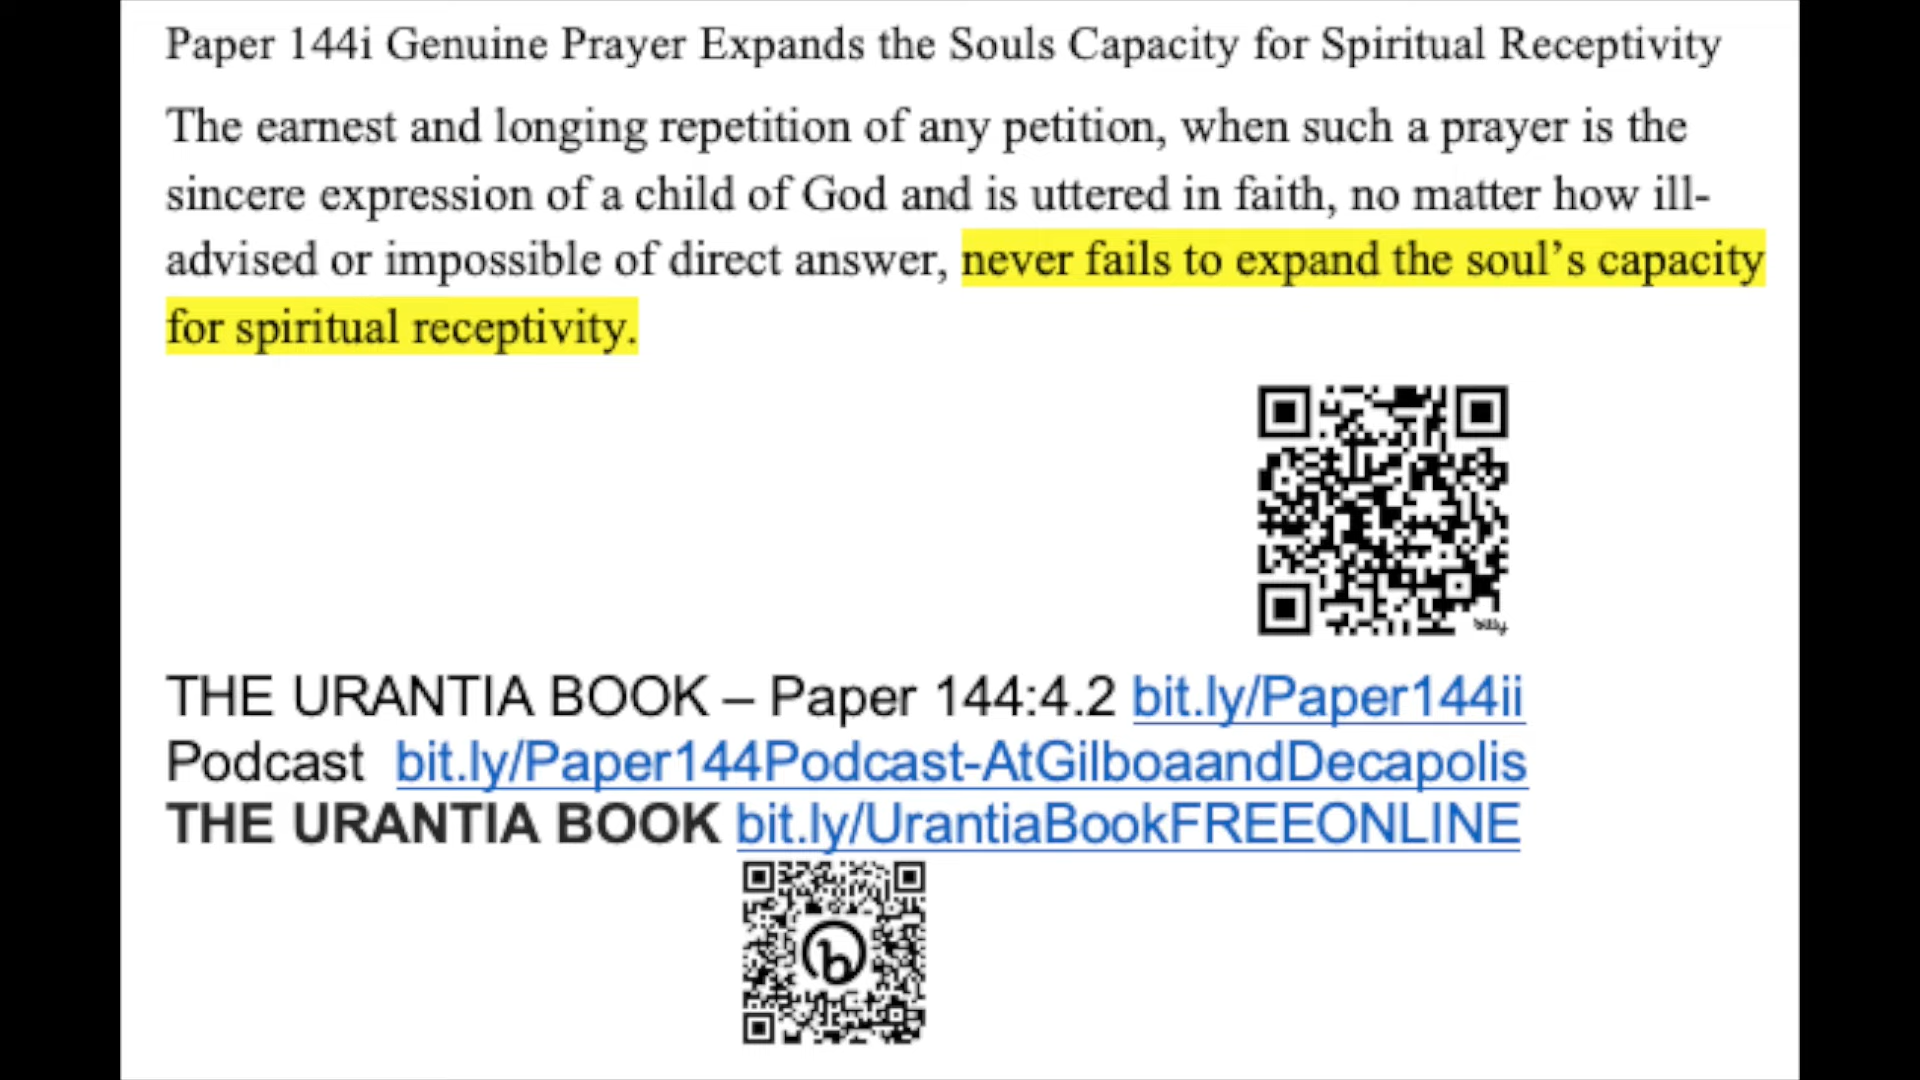 Paper 144i Genuine Prayer Expands the Souls Capacity for Spiritual Receptivity
The earnest and longing repetition of any petition, when such a prayer is the
sincere expression of a child of God and is uttered in faith, no matter how ill-
advised or impossible of direct answer, never fails to expand the soul’s capacity
for spiritual receptivity.
bitly
THE URANTIA BOOK – Paper 144:4.2 bit.ly/Paper144ii
Podcast bit.ly/Paper144Podcast-AtGilboaandDecapolis
THE URANTIA BOOK bit.ly/UrantiaBookFREEONLINE
b